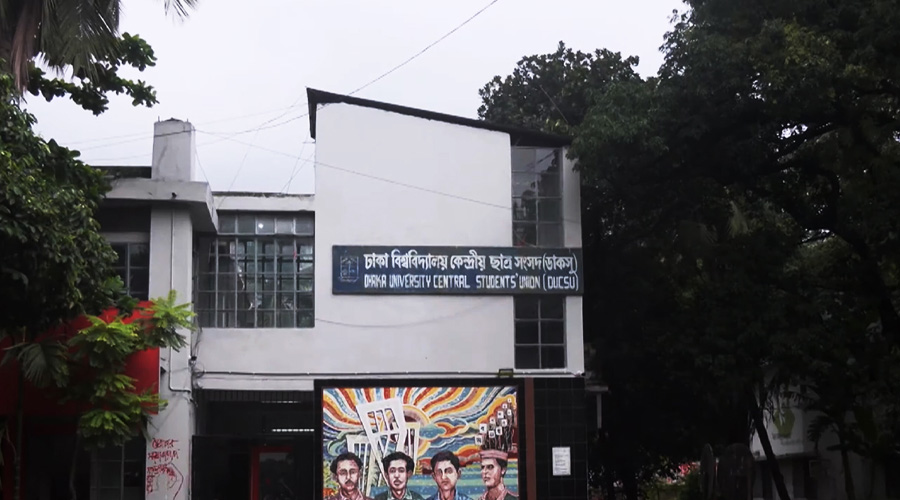 ঢাকা বিশ্ববিদ্যালয় কেন্দ্রীয় ছাত্র সংসদ (ডাকসু)
DHAKA UNIVERSITY CENTRAL STUDENTS' UNION (DUCSU)